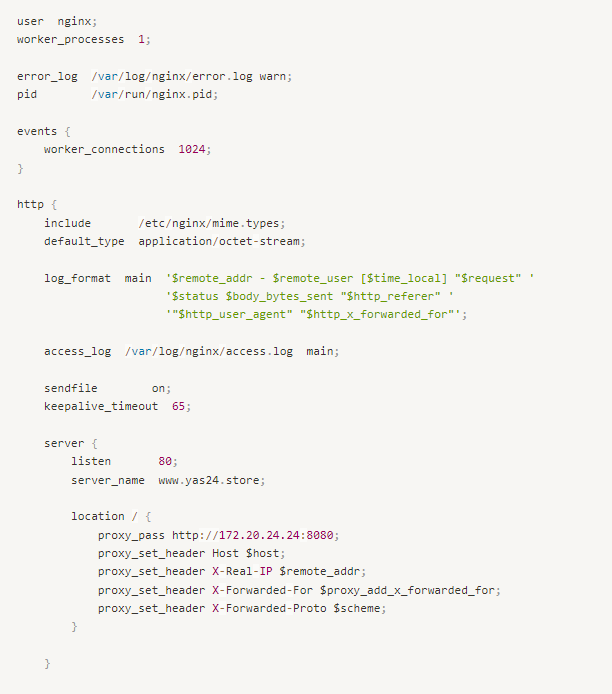 user  nginx;
worker_processes  1;

error_log  /var/log/nginx/error.log warn;
pid        /var/run/nginx.pid;

events {
    worker_connections  1024;
}

http {
    include       /etc/nginx/mime.types;
    default_type  application/octet-stream;

    log_format  main  '$remote_addr - $remote_user [$time_local] "$request" '
                      '$status $body_bytes_sent "$http_referer" '
                      '"$http_user_agent" "$http_x_forwarded_for"';

    access_log  /var/log/nginx/access.log  main;

    sendfile        on;
    keepalive_timeout  65;

    server {
        listen       80;
        server_name  www.yas24.store;

        location / {
            proxy_pass http://172.20.24.24:8080;
            proxy_set_header Host $host;
            proxy_set_header X-Real-IP $remote_addr;
            proxy_set_header X-Forwarded-For $proxy_add_x_forwarded_for;
            proxy_set_header X-Forwarded-Proto $scheme;
        }

    }